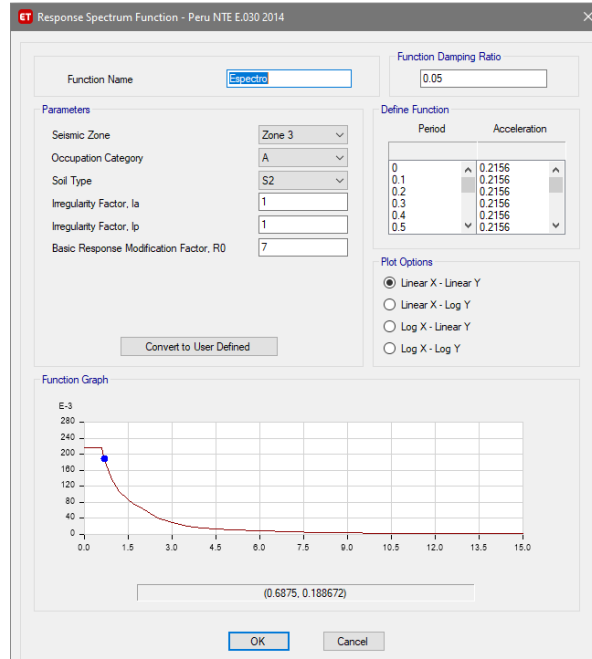 ET Response Spectrum Function - Peru NTE E.030 2014
Function Name
Espectro
Function Damping Ratio
0.05
Parameters
Seismic Zone Zone 3
Occupation Category A
Soil Type S2
Irregularity Factor, Ia 1
Irregularity Factor, Ip 1
Basic Response Modification Factor, R0 7
Convert to User Defined
Define Function
Period Acceleration
0 0.2156
0.1 0.2156
0.2 0.2156
0.3 0.2156
0.4 0.2156
0.5 0.2156
Plot Options
Linear X - Linear Y
Linear X - Log Y
Log X - Linear Y
Log X - Log Y
Function Graph
E-3
280
240
200
160
120
80
40
0
0.0 1.5 3.0 4.5 6.0 7.5 9.0 10.5 12.0 13.5 15.0
(0.6875, 0.188672)
OK Cancel